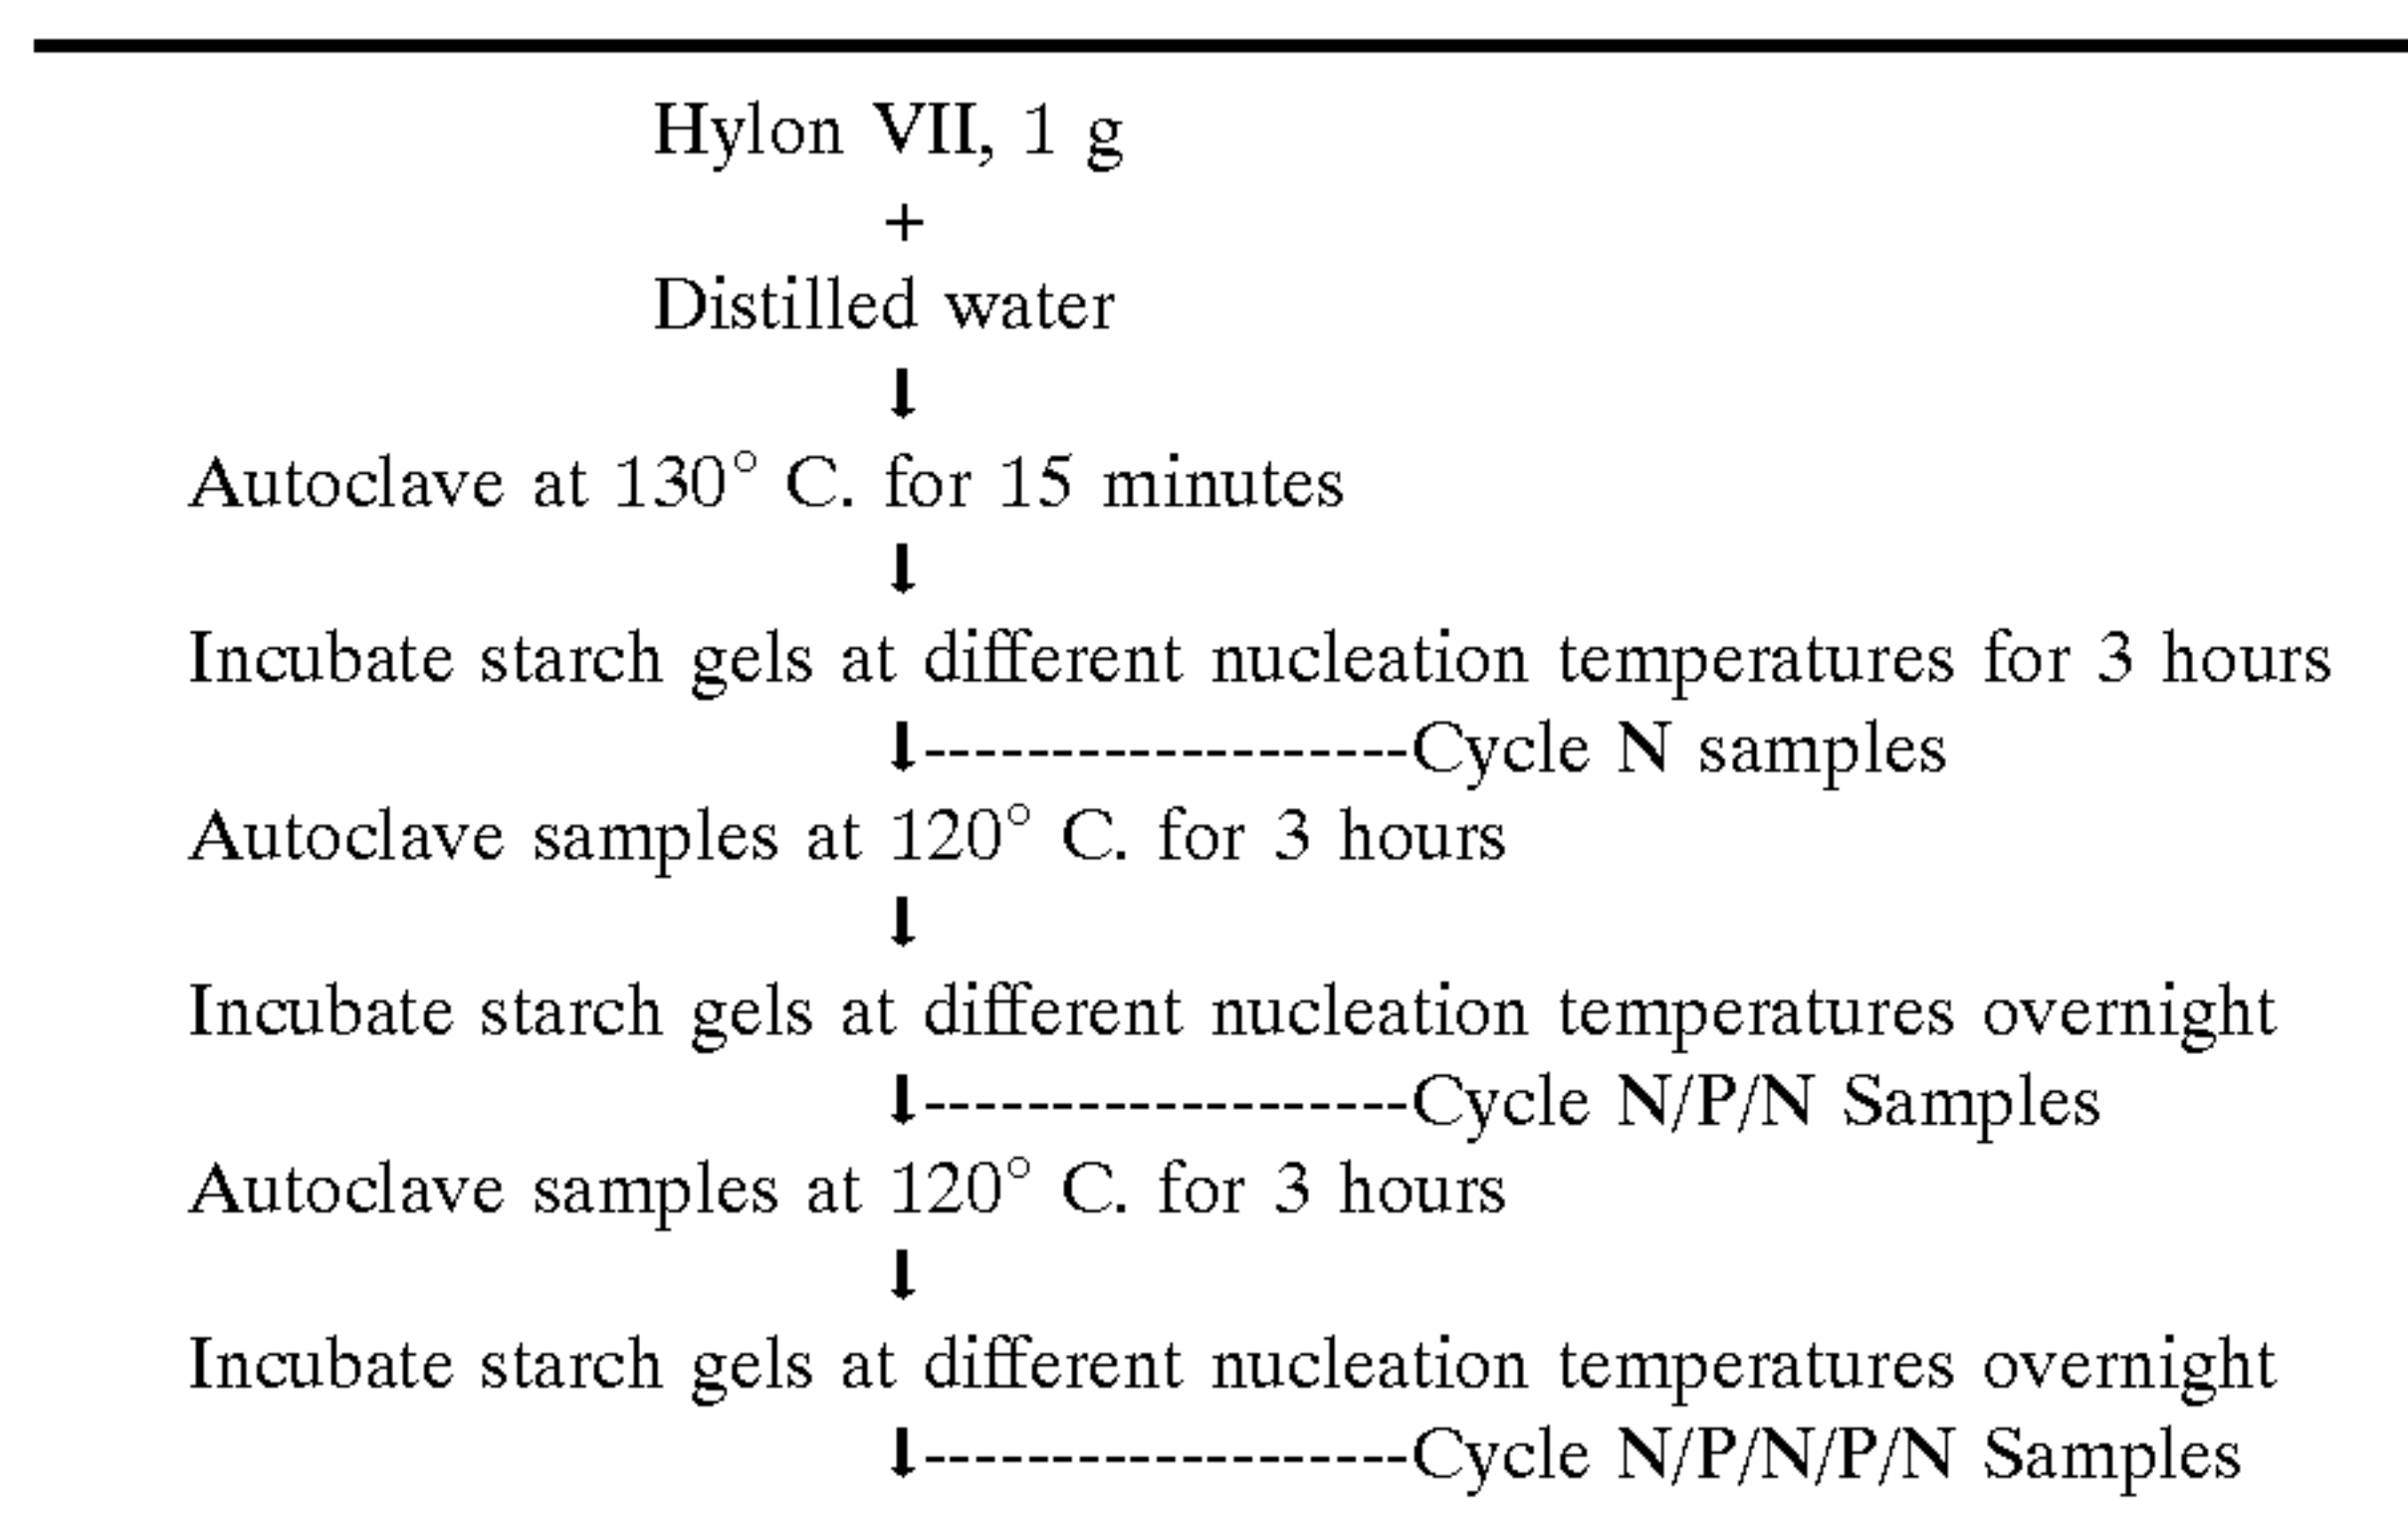 Hylon VII, 1 g
+
Distilled water
⬇
Autoclave at 130° C. for 15 minutes
⬇
Incubate starch gels at different nucleation temperatures for 3 hours
⬇-------------------Cycle N samples
Autoclave samples at 120° C. for 3 hours
⬇
Incubate starch gels at different nucleation temperatures overnight
⬇-------------------Cycle N/P/N Samples
Autoclave samples at 120° C. for 3 hours
⬇
Incubate starch gels at different nucleation temperatures overnight
⬇-------------------Cycle N/P/N/P/N Samples